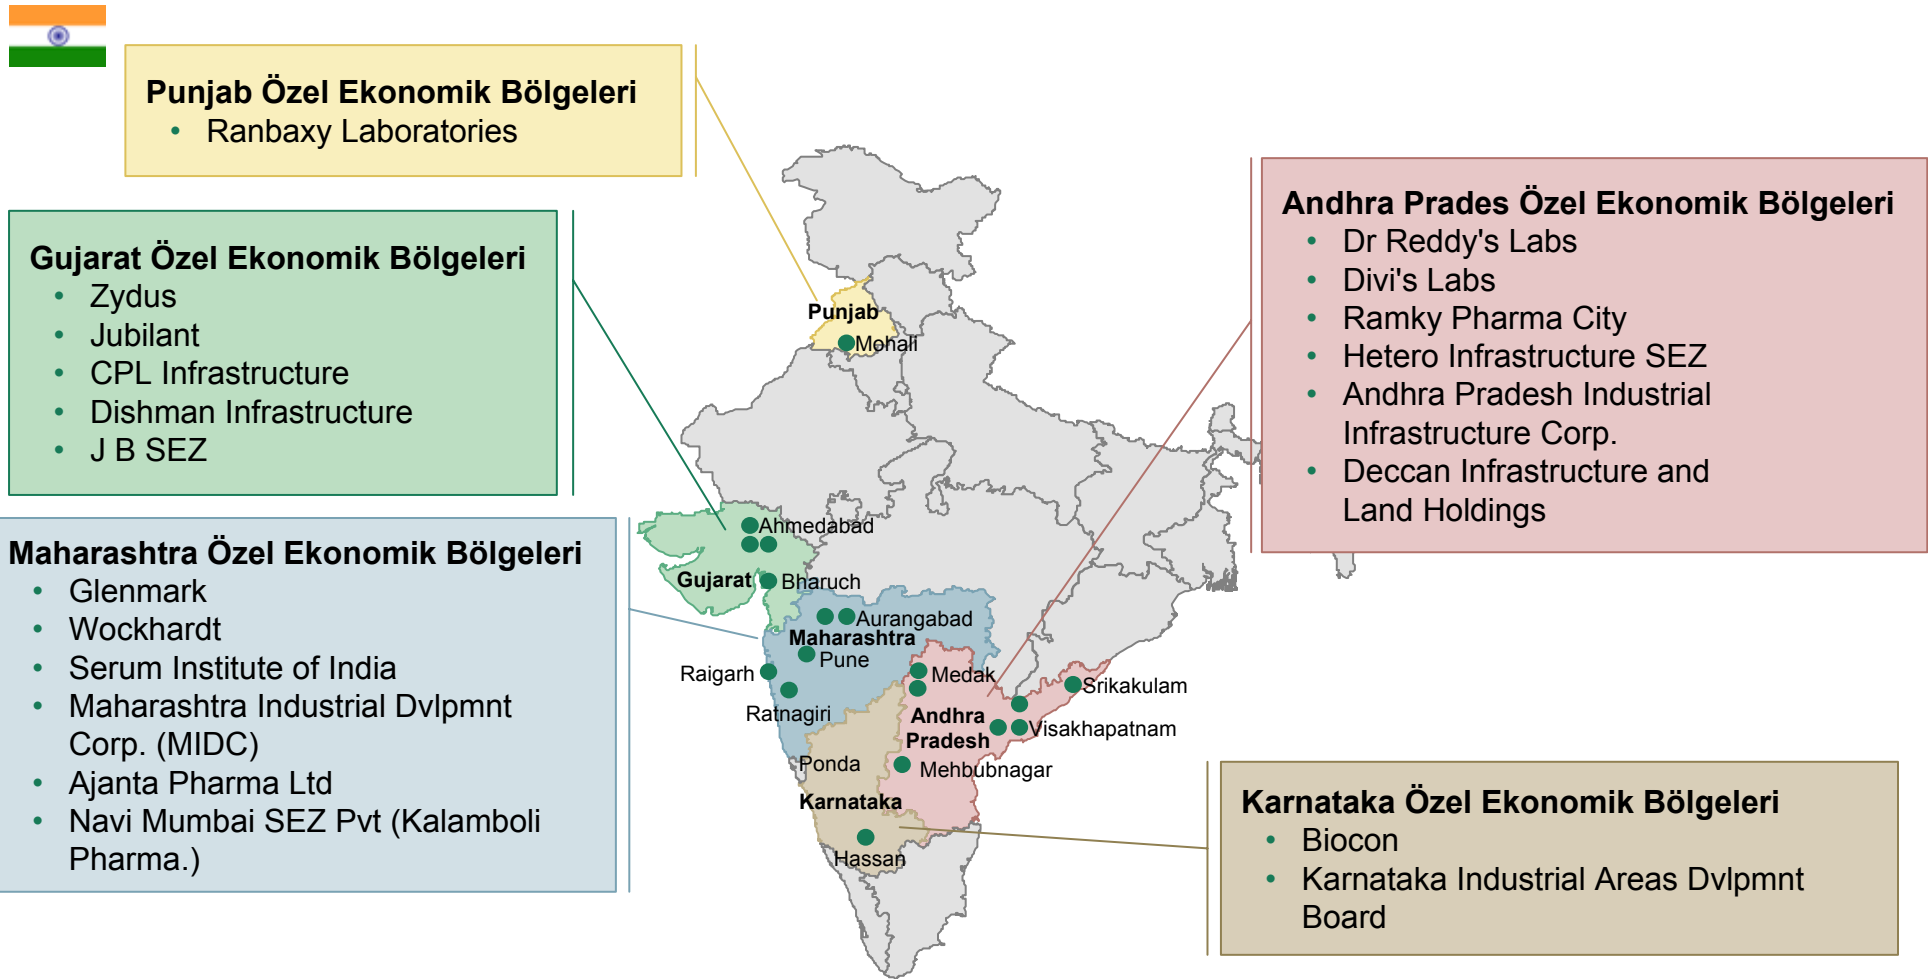 Punjab Özel Ekonomik Bölgeleri
• Ranbaxy Laboratories
Gujarat Özel Ekonomik Bölgeleri
• Zydus
• Jubilant
• CPL Infrastructure
• Dishman Infrastructure
• J B SEZ
Maharashtra Özel Ekonomik Bölgeleri
• Glenmark
• Wockhardt
• Serum Institute of India
• Maharashtra Industrial Dvlpmnt
Corp. (MIDC)
• Ajanta Pharma Ltd
• Navi Mumbai SEZ Pvt (Kalamboli
Pharma.)
Andhra Prades Özel Ekonomik Bölgeleri
• Dr Reddy's Labs
• Divi's Labs
• Ramky Pharma City
• Hetero Infrastructure SEZ
• Andhra Pradesh Industrial
Infrastructure Corp.
• Deccan Infrastructure and
Land Holdings
Karnataka Özel Ekonomik Bölgeleri
• Biocon
• Karnataka Industrial Areas Dvlpmnt
Board
Punjab
Mohali
Ahmedabad
Gujarat
Bharuch
Aurangabad
Maharashtra
Pune
Raigarh
Medak
Srikakulam
Ratnagiri
Andhra
Pradesh
Visakhapatnam
Ponda
Mehbubnagar
Karnataka
Hassan